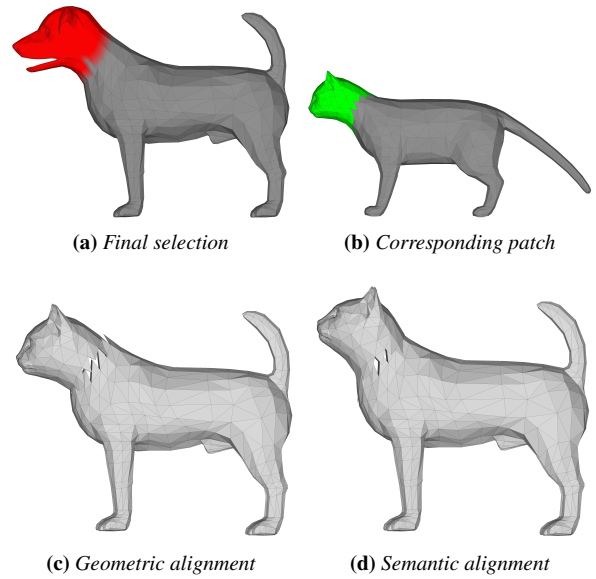 (a) Final selection
(b) Corresponding patch
(c) Geometric alignment
(d) Semantic alignment